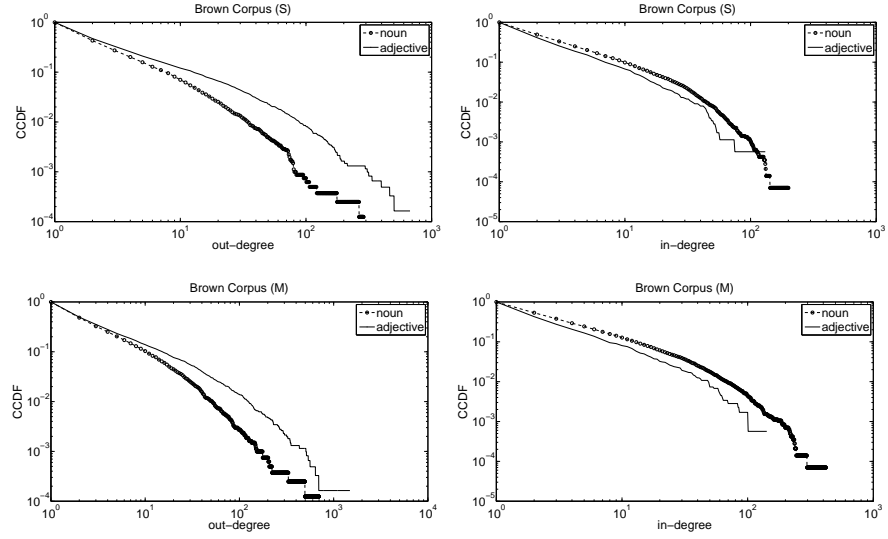 Brown Corpus (S)
noun
adjective
CCDF
10^0
10^-1
10^-2
10^-3
10^-4
10^0 10^1 10^2 10^3
out-degree
Brown Corpus (S)
noun
adjective
CCDF
10^0
10^-1
10^-2
10^-3
10^-4
10^-5
10^0 10^1 10^2 10^3
in-degree
Brown Corpus (M)
noun
adjective
CCDF
10^0
10^-1
10^-2
10^-3
10^-4
10^0 10^1 10^2 10^3 10^4
out-degree
Brown Corpus (M)
noun
adjective
CCDF
10^0
10^-1
10^-2
10^-3
10^-4
10^-5
10^0 10^1 10^2 10^3
in-degree